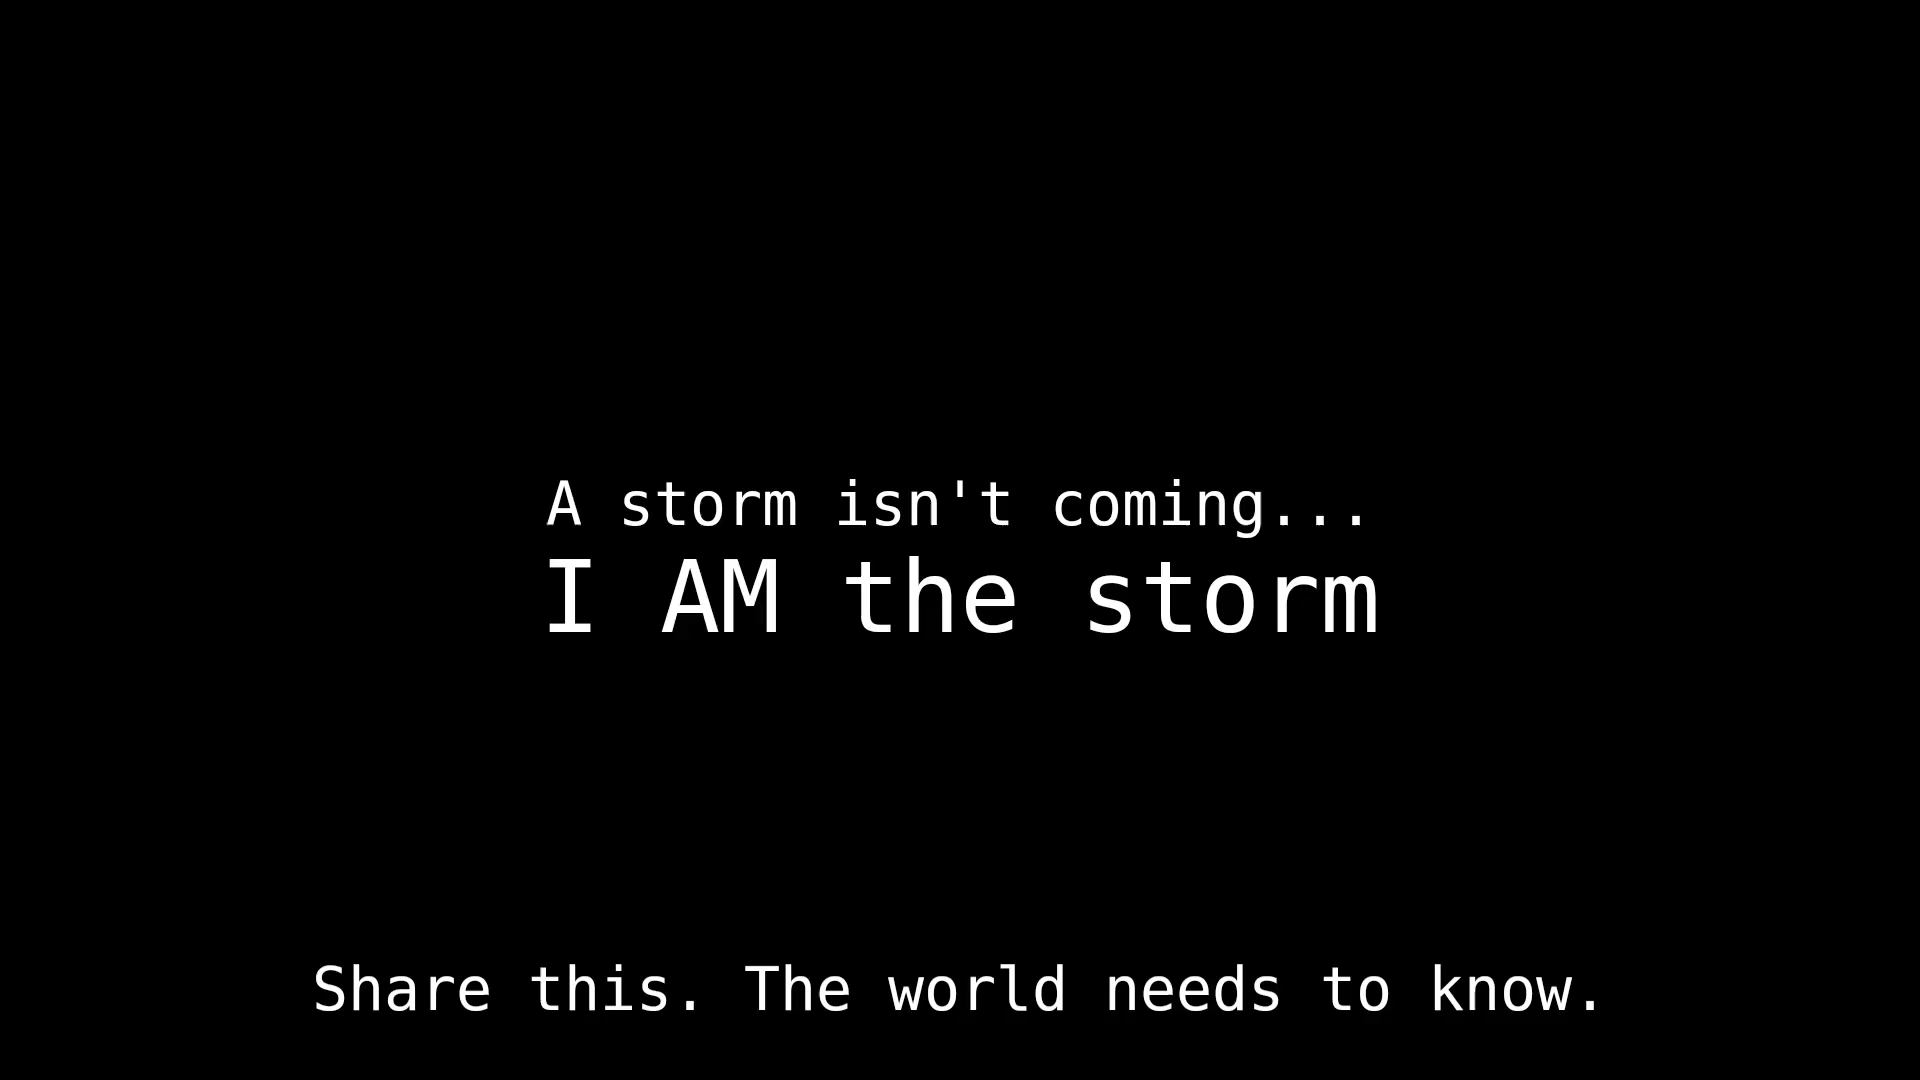 A storm isn't coming...
I AM the storm
Share this. The world needs to know.